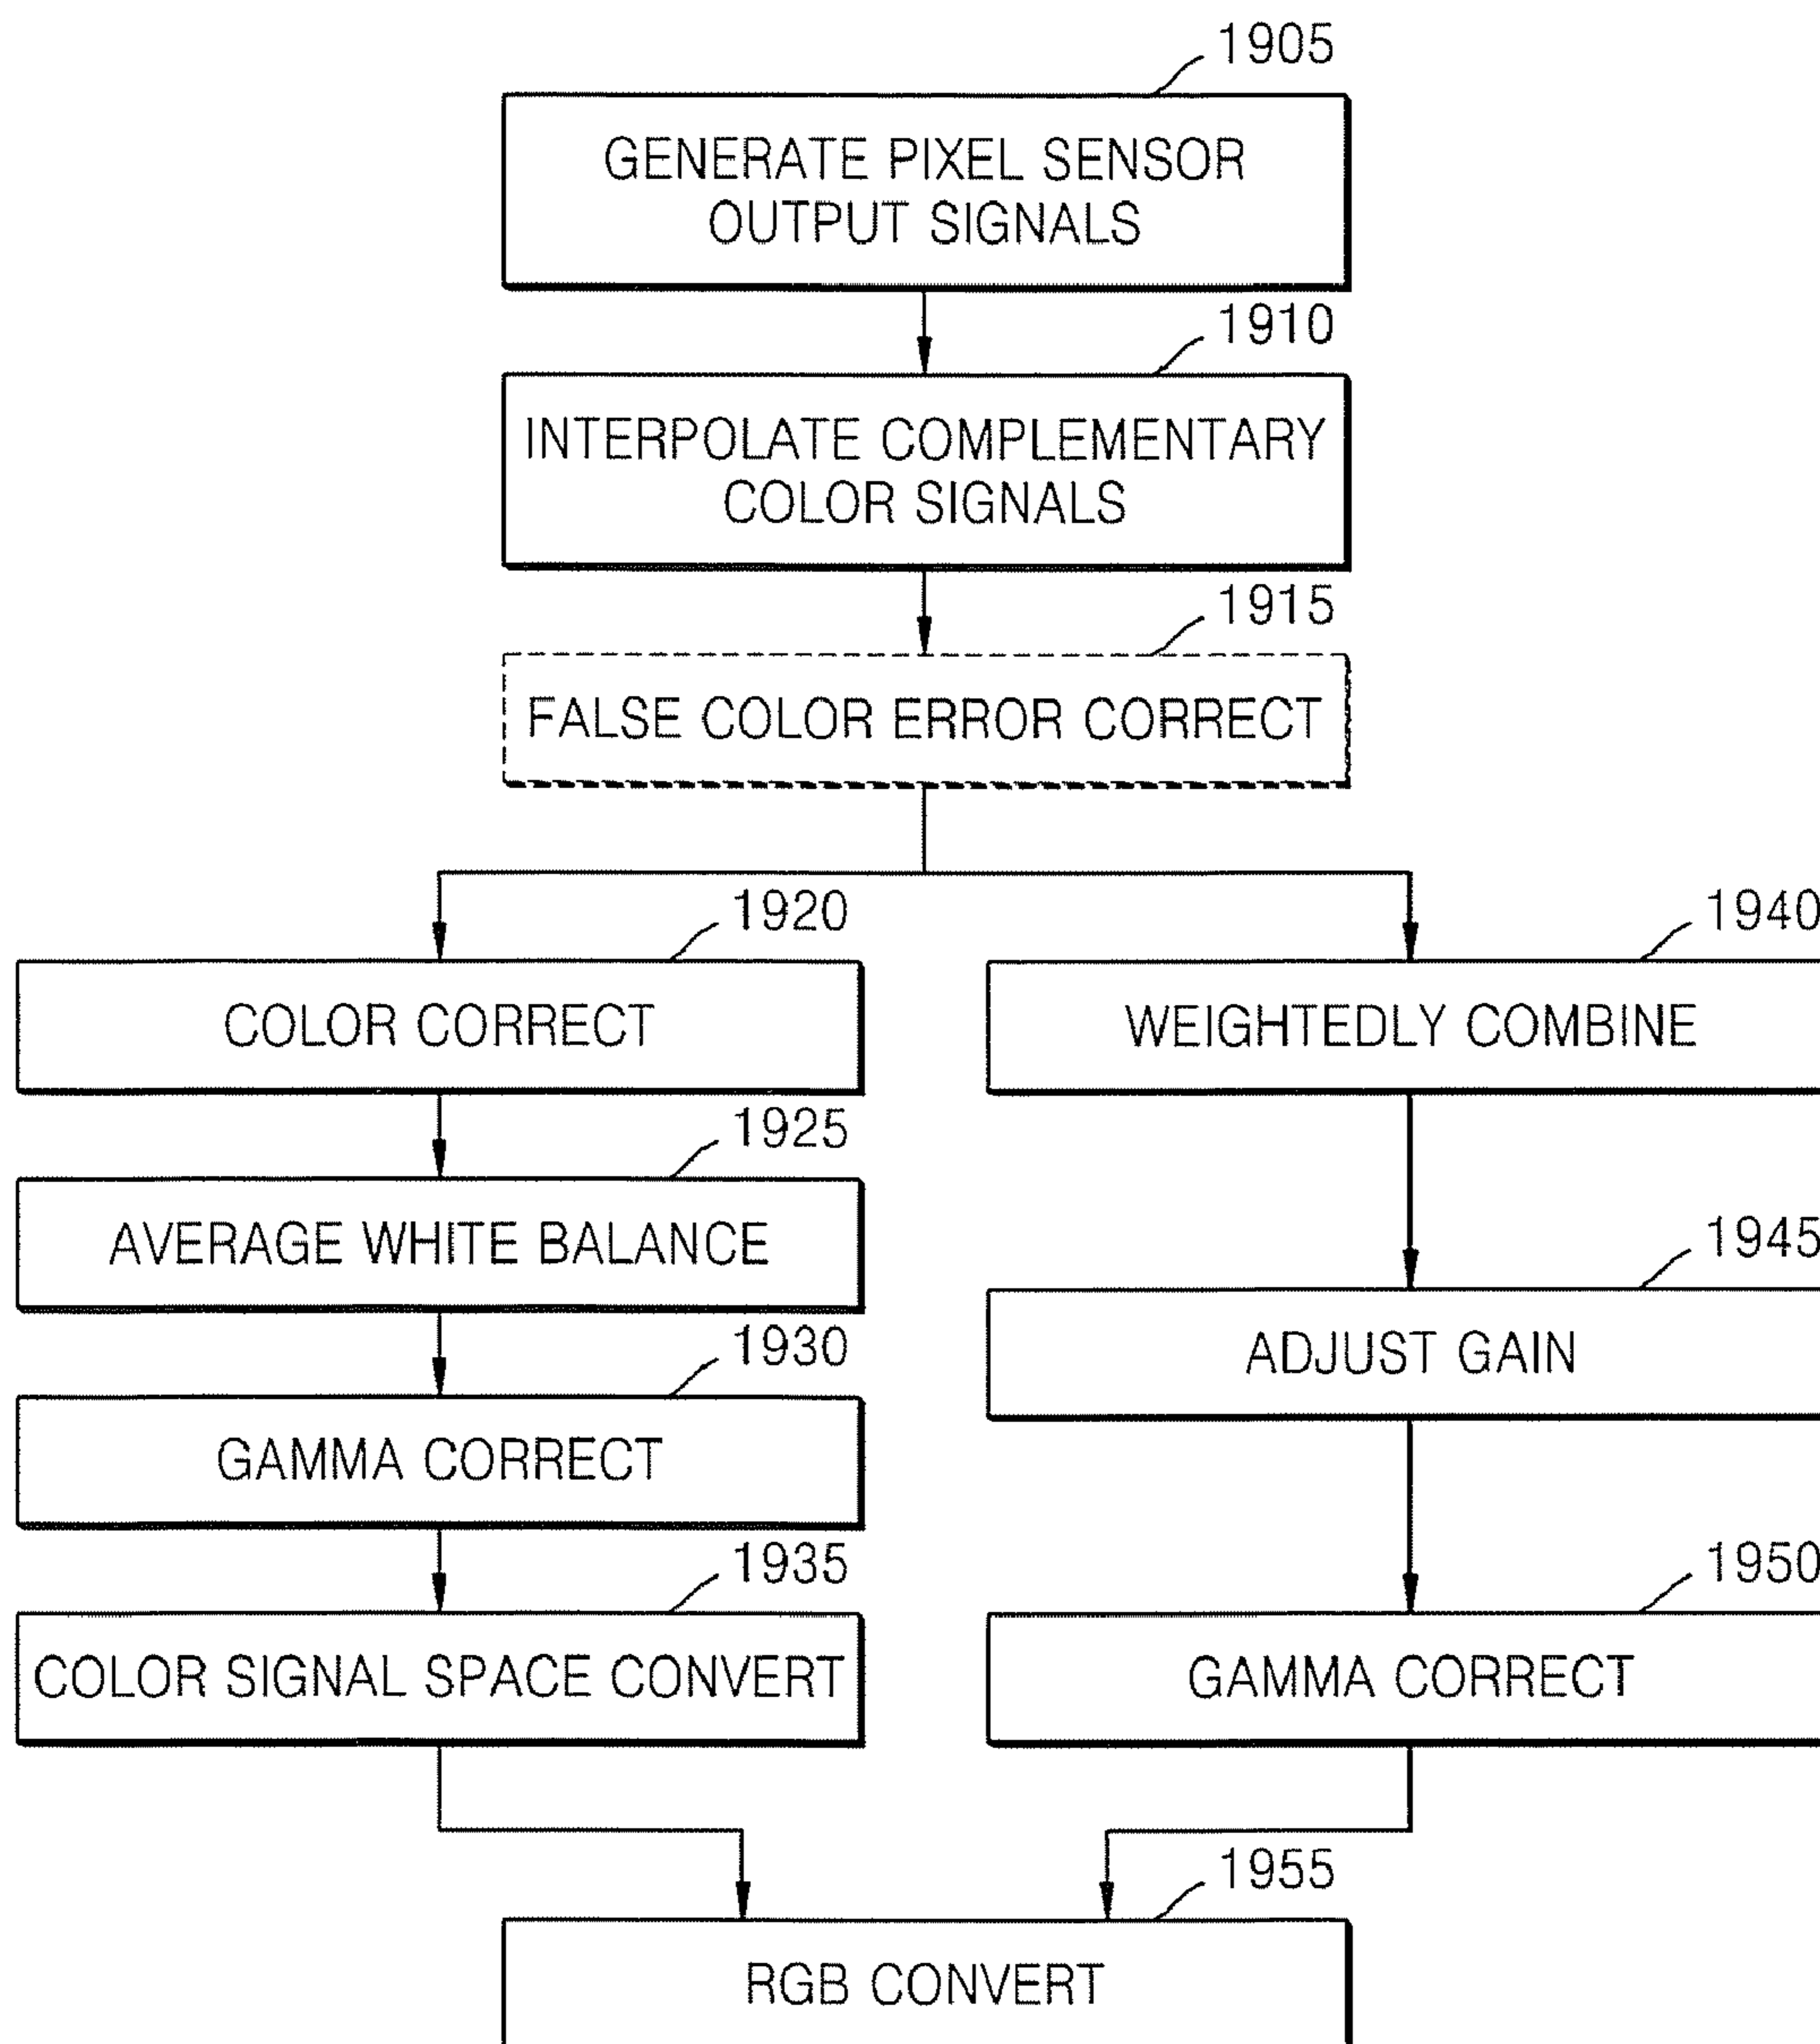 1905
GENERATE PIXEL SENSOR
OUTPUT SIGNALS
1910
INTERPOLATE COMPLEMENTARY
COLOR SIGNALS
1915
FALSE COLOR ERROR CORRECT
1920
COLOR CORRECT
1925
AVERAGE WHITE BALANCE
1930
GAMMA CORRECT
1935
COLOR SIGNAL SPACE CONVERT
1940
WEIGHTEDLY COMBINE
1945
ADJUST GAIN
1950
GAMMA CORRECT
1955
RGB CONVERT